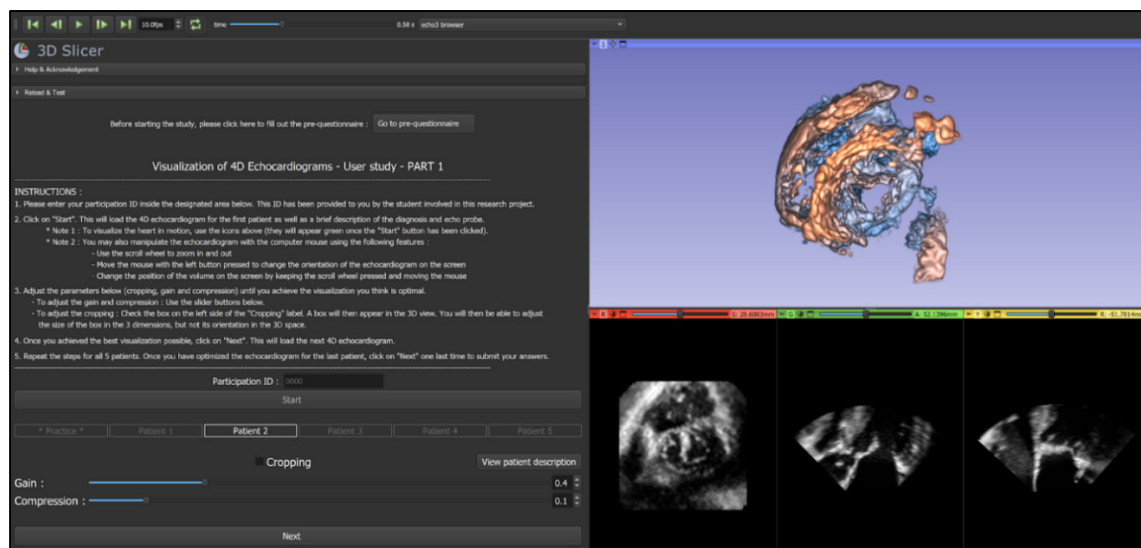 10.0fps time 0.58 s echo3 browser
3D Slicer
Help & Acknowledgement
Reload & Test
Before starting the study, please click here to fill out the pre-questionnaire : Go to pre-questionnaire
Visualization of 4D Echocardiograms - User study - PART 1
INSTRUCTIONS :
1. Please enter your participation ID inside the designated area below. This ID has been provided to you by the student involved in this research project.
2. Click on "Start". This will load the 4D echocardiogram for the first patient as well as a brief description of the diagnosis and echo probe.
* Note 1 : To visualize the heart in motion, use the icons above (they will appear green once the "Start" button has been clicked).
* Note 2 : You may also manipulate the echocardiogram with the computer mouse using the following features :
- Use the scroll wheel to zoom in and out
- Move the mouse with the left button pressed to change the orientation of the echocardiogram on the screen
- Change the position of the volume on the screen by keeping the scroll wheel pressed and moving the mouse
3. Adjust the parameters below (cropping, gain and compression) until you achieve the visualization you think is optimal.
- To adjust the gain and compression : Use the slider buttons below.
- To adjust the cropping : Check the box on the left side of the "Cropping" label. A box will then appear in the 3D view. You will then be able to adjust
the size of the box in the 3 dimensions, but not its orientation in the 3D space.
4. Once you achieved the best visualization possible, click on "Next". This will load the next 4D echocardiogram.
5. Repeat the steps for all 5 patients. Once you have optimized the echocardiogram for the last patient, click on "Next" one last time to submit your answers.
Participation ID : 0000
Start
* Practice * Patient 1 Patient 2 Patient 3 Patient 4 Patient 5
Cropping View patient description
Gain : 0.4
Compression : 0.1
Next
1
R S: 28.6063mm G A: 52.1396mm Y R: -51.7814mm